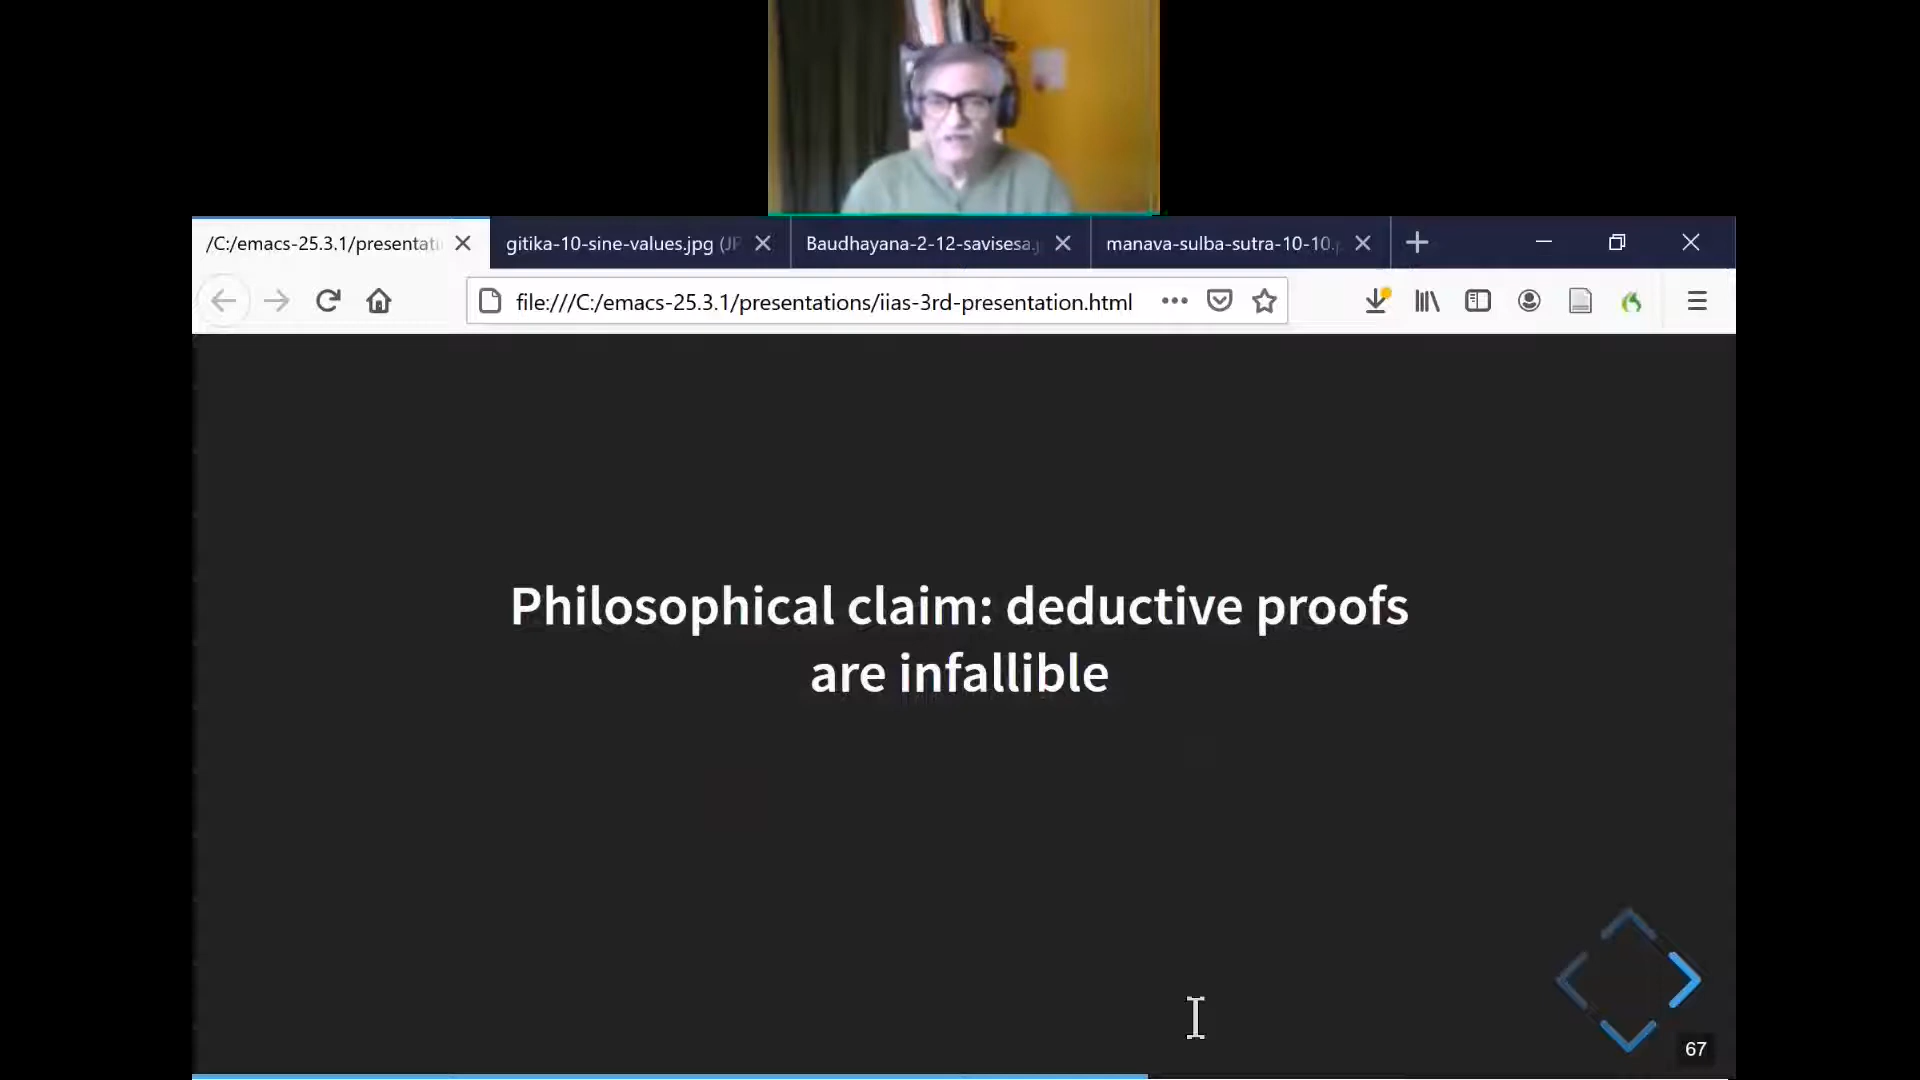 /C:/emacs-25.3.1/presentati
gitika-10-sine-values.jpg (JP
Baudhayana-2-12-savisesa.j
manava-sulba-sutra-10-10.p
file:///C:/emacs-25.3.1/presentations/iias-3rd-presentation.html
Philosophical claim: deductive proofs
are infallible
67